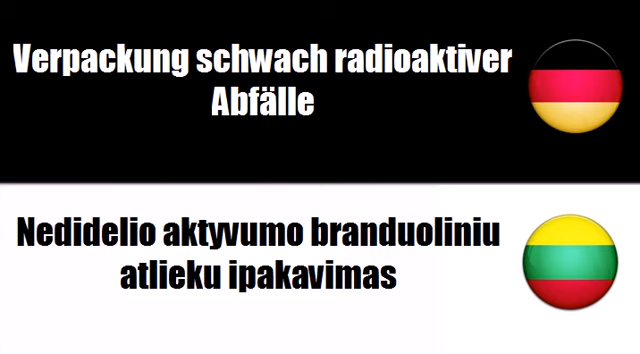 Verpackung schwach radioaktiver
Abfälle
Nedidelio aktyvumo branduoliniu
atlieku ipakavimas